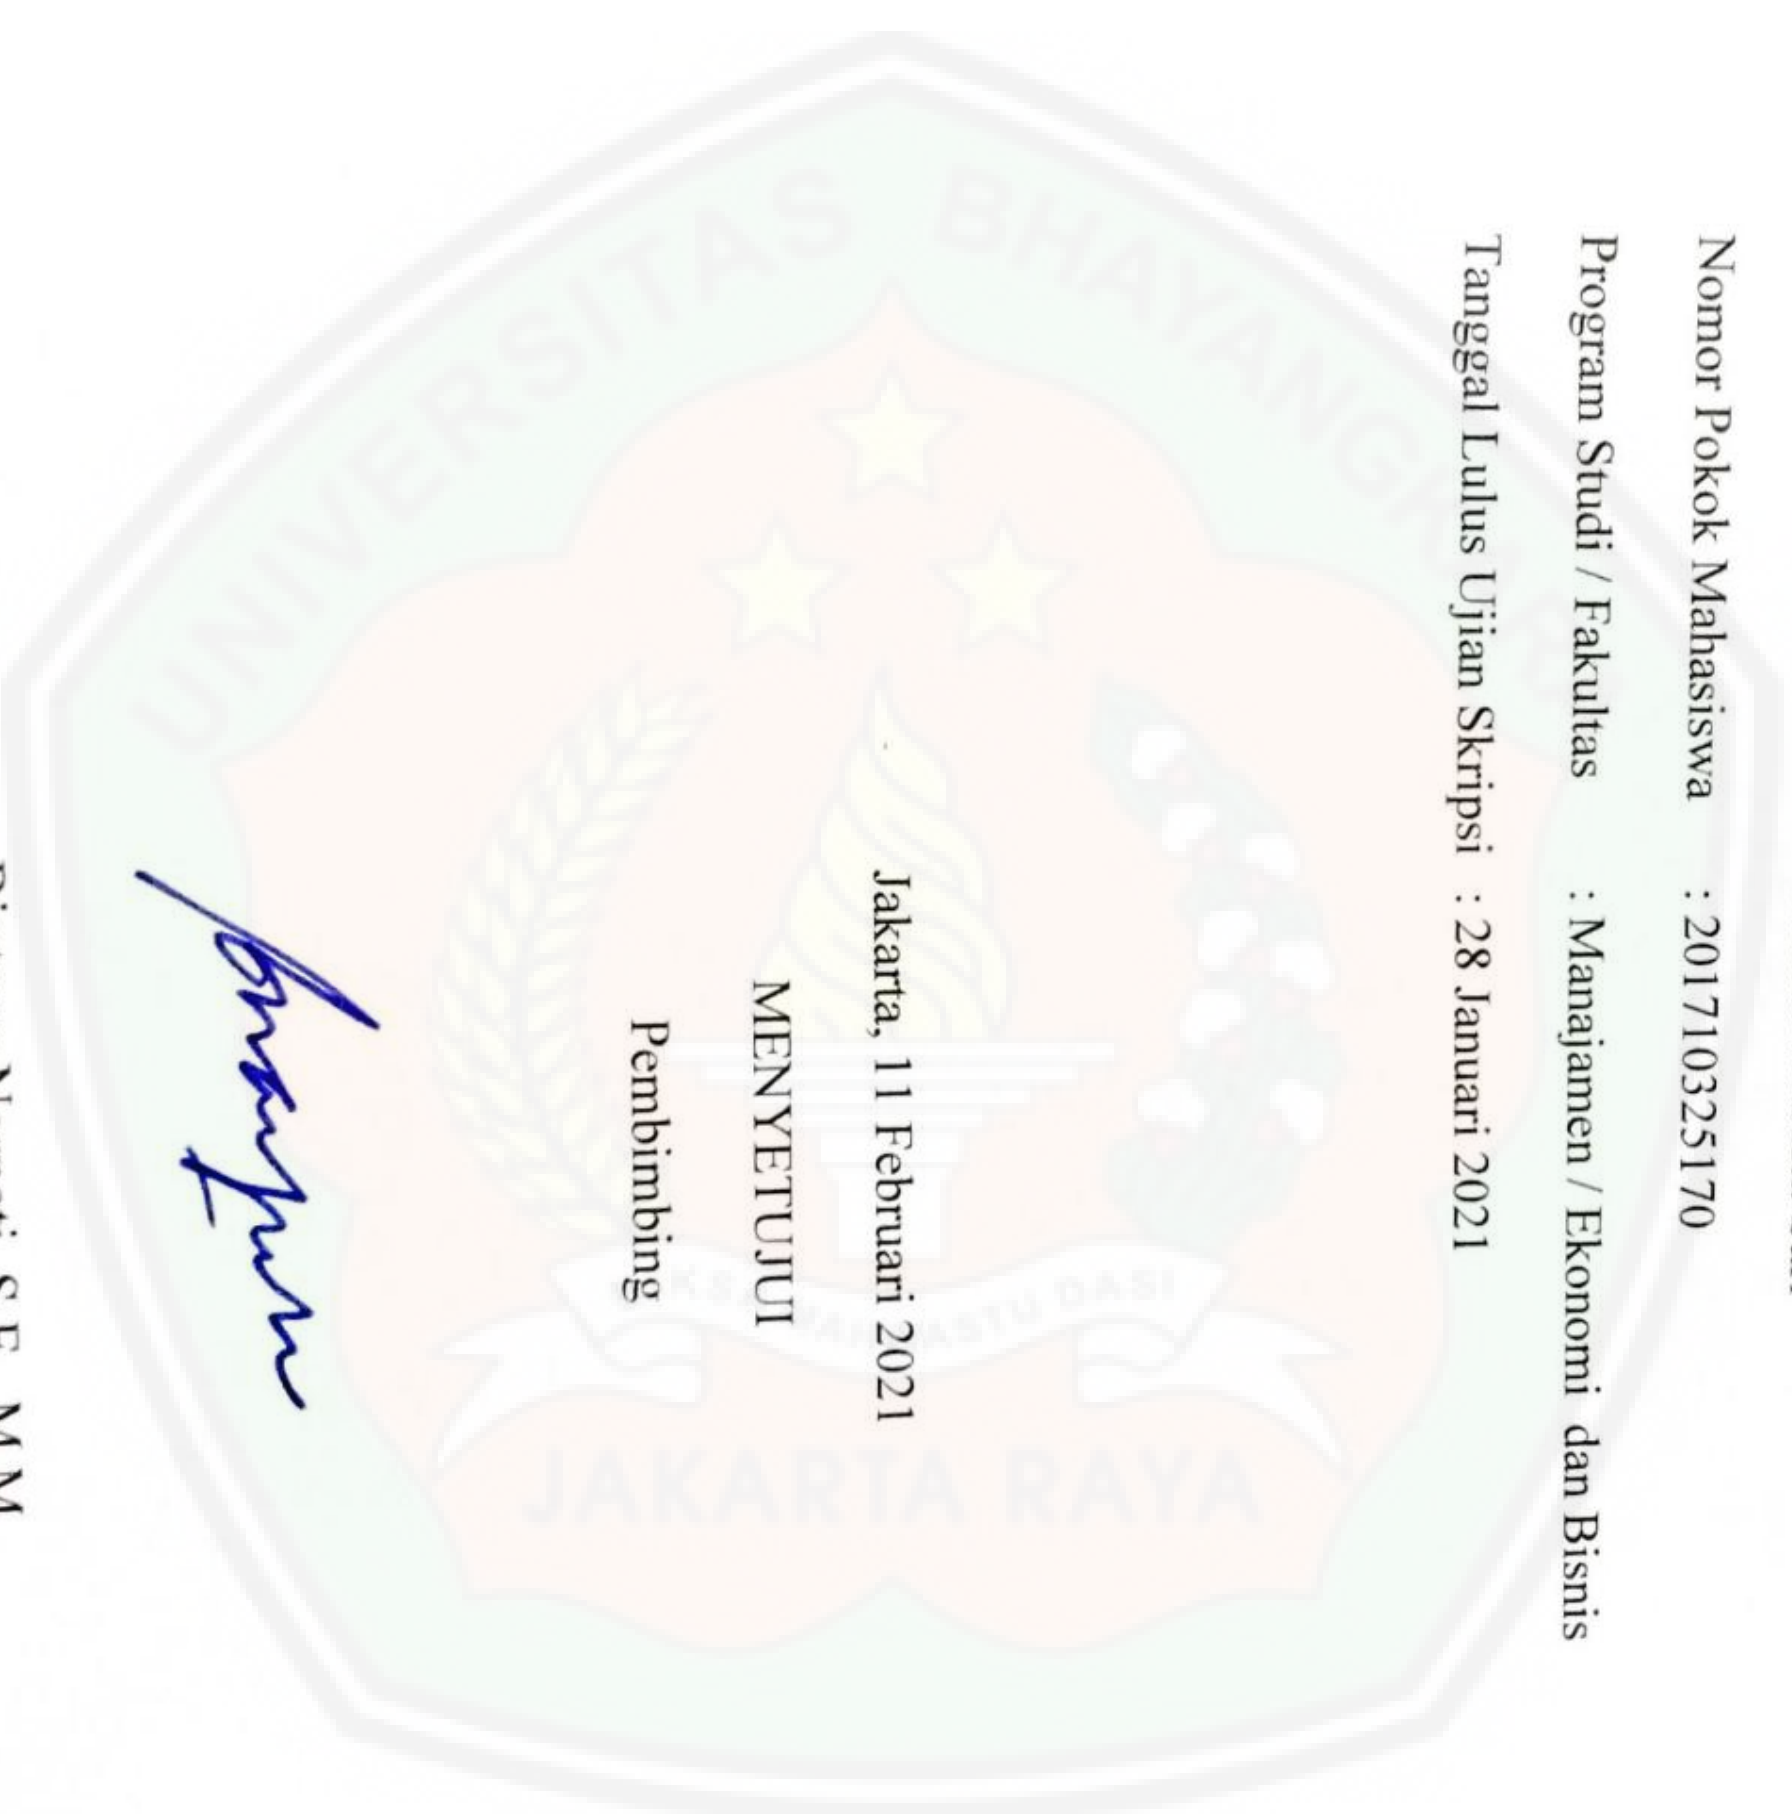 Nomor Pokok Mahasiswa : 201710325170
Program Studi / Fakultas : Manajamen / Ekonomi dan Bisnis
Tanggal Lulus Ujian Skripsi : 28 Januari 2021
Jakarta, 11 Februari 2021
MENYETUJUI
Pembimbing
S.E., M.M
UNIVERSITAS BHAYANGKARA
JAKARTA RAYA